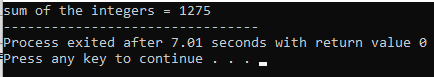 sum of the integers = 1275
--------------------------------
Process exited after 7.01 seconds with return value 0
Press any key to continue . . .